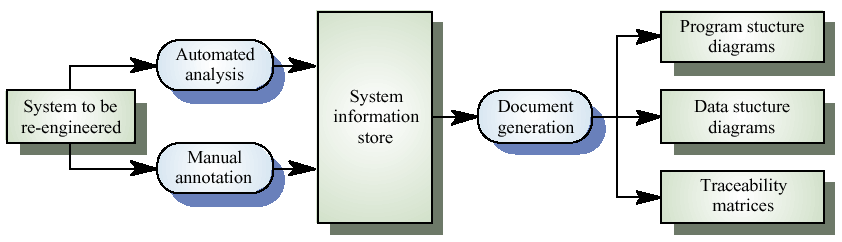 System to be
re-engineered
Automated
analysis
Manual
annotation
System
information
store
Document
generation
Program stucture
diagrams
Data stucture
diagrams
Traceability
matrices